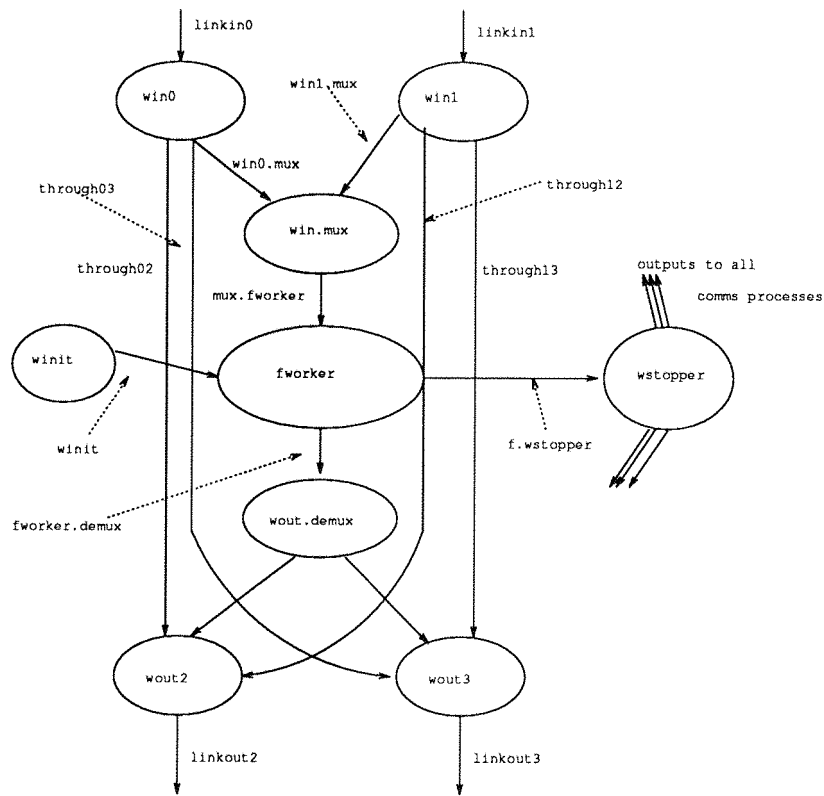 linkin0
linkin1
win0
win1.mux
win1
win0.mux
through03
through12
win.mux
through02
through13
outputs to all
comms processes
mux.fworker
winit
fworker
wstopper
winit
f.wstopper
fworker.demux
wout.demux
wout2
wout3
linkout2
linkout3